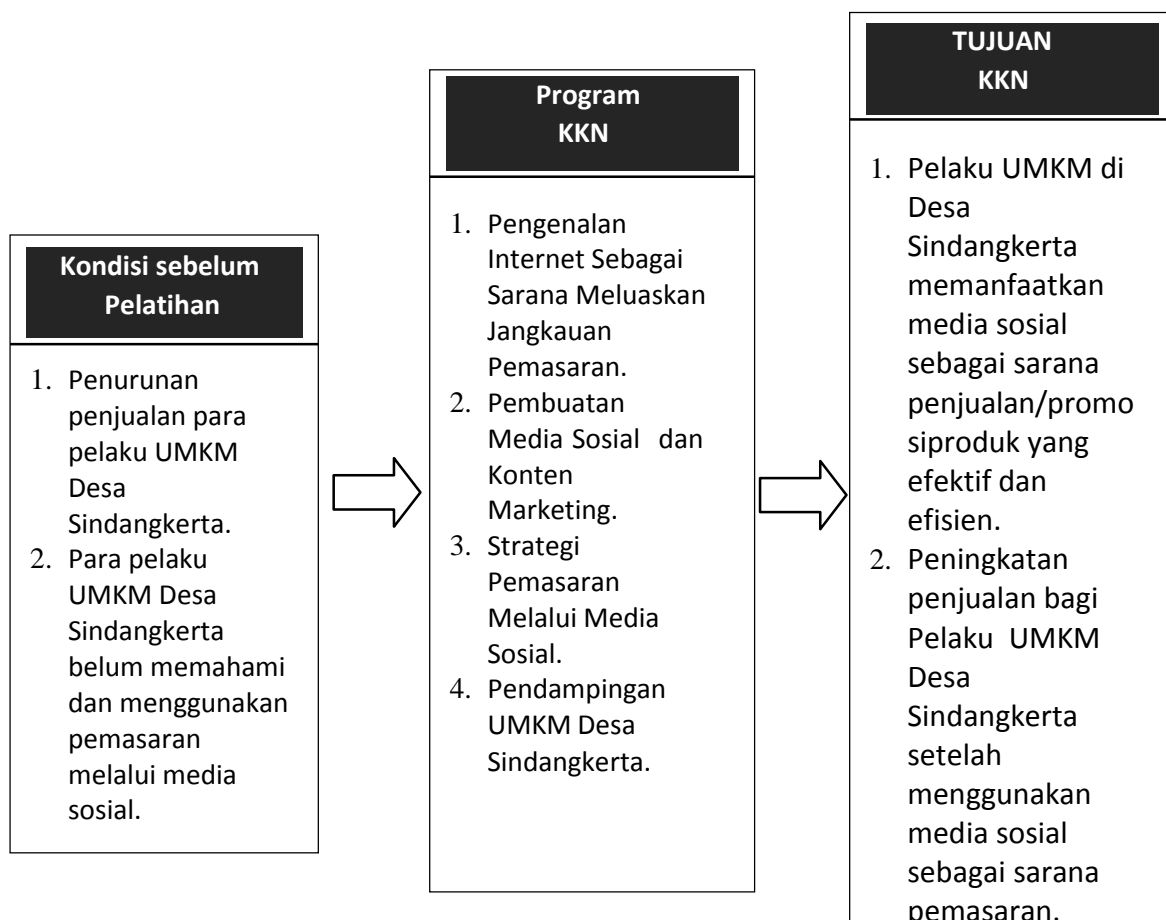 Kondisi sebelum
Pelatihan
1. Penurunan
penjualan para
pelaku UMKM
Desa
Sindangkerta.
2. Para pelaku
UMKM Desa
Sindangkerta
belum memahami
dan menggunakan
pemasaran
melalui media
sosial.
Program
KKN
1. Pengenalan
Internet Sebagai
Sarana Meluaskan
Jangkauan
Pemasaran.
2. Pembuatan
Media Sosial dan
Konten
Marketing.
3. Strategi
Pemasaran
Melalui Media
Sosial.
4. Pendampingan
UMKM Desa
Sindangkerta.
TUJUAN
KKN
1. Pelaku UMKM di
Desa
Sindangkerta
memanfaatkan
media sosial
sebagai sarana
penjualan/promo
siproduk yang
efektif dan
efisien.
2. Peningkatan
penjualan bagi
Pelaku UMKM
Desa
Sindangkerta
setelah
menggunakan
media sosial
sebagai sarana
pemasaran.